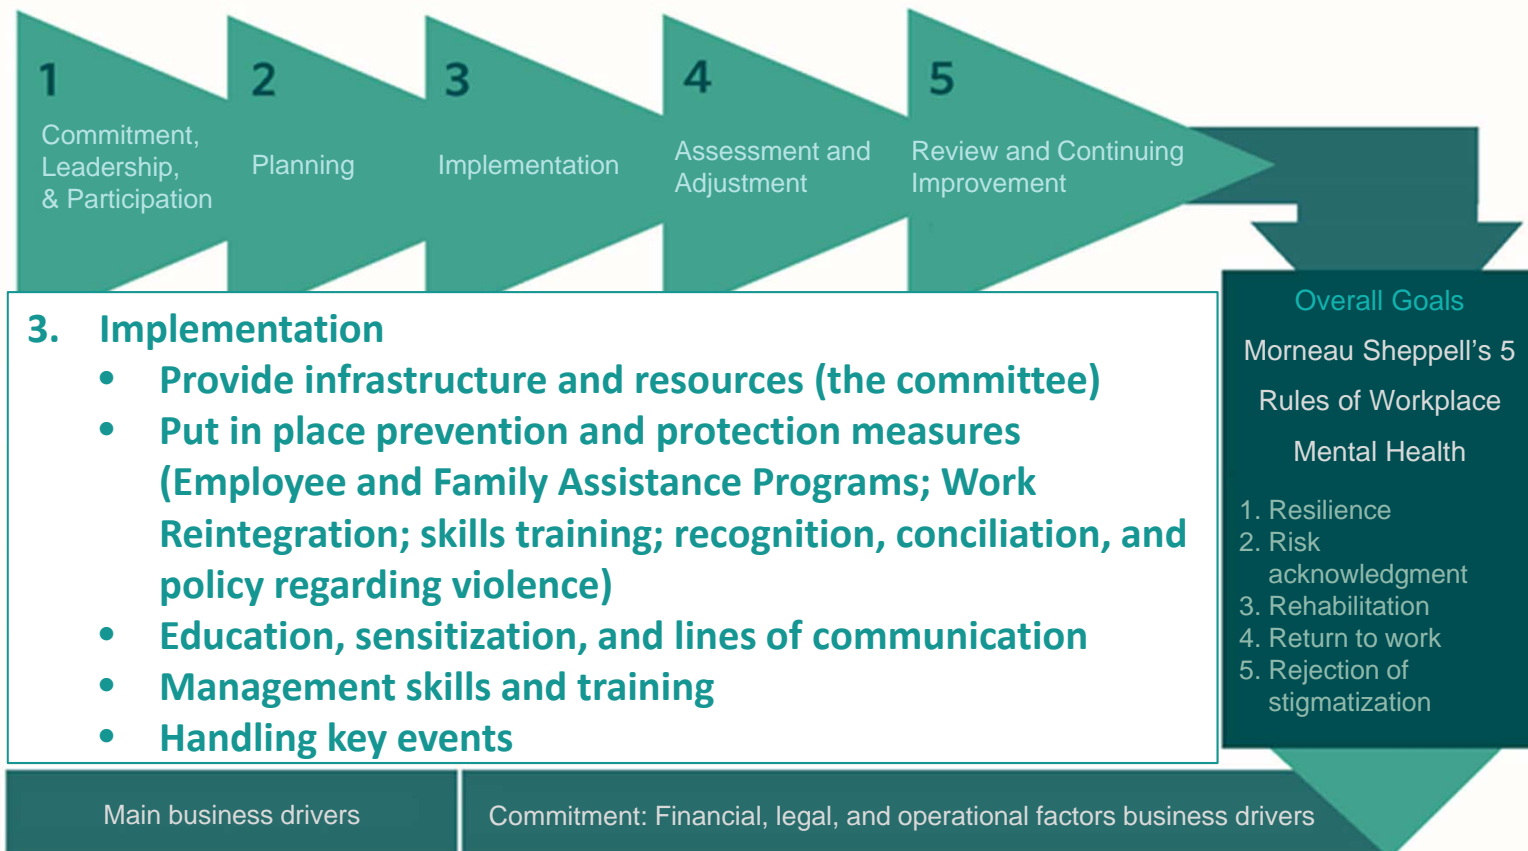 1
Commitment,
Leadership,
& Participation
2
Planning
3
Implementation
4
Assessment and
Adjustment
5
Review and Continuing
Improvement
3. Implementation
• Provide infrastructure and resources (the committee)
• Put in place prevention and protection measures
(Employee and Family Assistance Programs; Work
Reintegration; skills training; recognition, conciliation, and
policy regarding violence)
• Education, sensitization, and lines of communication
• Management skills and training
• Handling key events
Overall Goals
Morneau Sheppell’s 5
Rules of Workplace
Mental Health
1. Resilience
2. Risk
acknowledgment
3. Rehabilitation
4. Return to work
5. Rejection of
stigmatization
Main business drivers
Commitment: Financial, legal, and operational factors business drivers